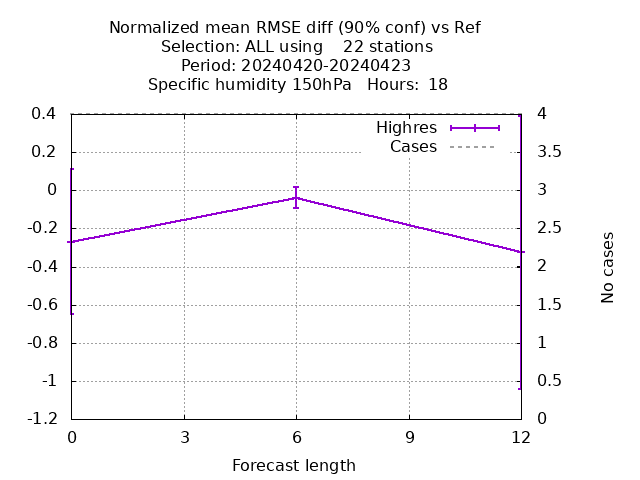 Normalized mean RMSE diff (90% conf) vs Ref
Selection: ALL using    22 stations
Period: 20240420-20240423
Specific humidity 150hPa   Hours:  18
Highres
Cases
0.4
0.2
0
-0.2
-0.4
-0.6
-0.8
-1
-1.2
4
3.5
3
2.5
2
1.5
1
0.5
0
No cases
0 3 6 9 12
Forecast length